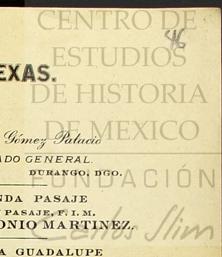 CENTRO DE
ESTUDIOS
DE HISTORIA
DE MEXICO
46
EXAS.
Gómez Palacio
ADO GENERAL.
DURANGO, DGO.
FUNDACIÓN
NDA PASAJE
PASAJE, F. I. M.
ONIO MARTINEZ.
Carlos Slim
A GUADALUPE